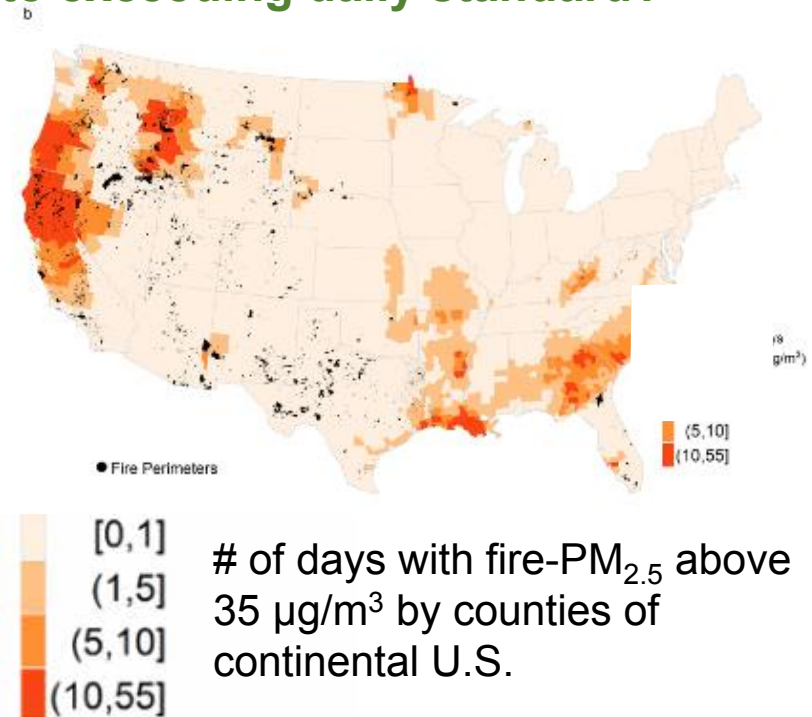 exceeding daily standard?
b
g/m³)
(5,10]
(10,55]
● Fire Perimeters
[0,1]
(1,5]
(5,10]
(10,55]
# of days with fire-PM₂.₅ above
35 µg/m³ by counties of
continental U.S.